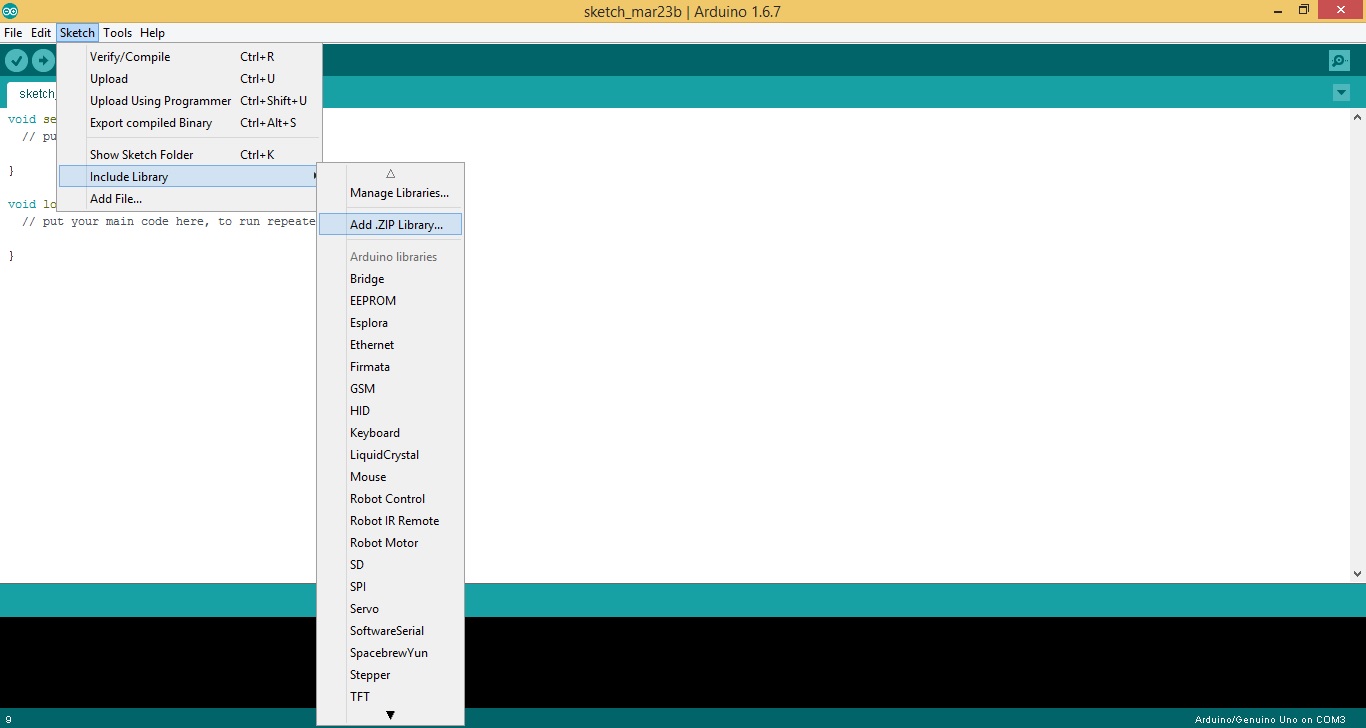 sketch_mar23b | Arduino 1.6.7
File Edit Sketch Tools Help
Verify/Compile Ctrl+R
Upload Ctrl+U
Upload Using Programmer Ctrl+Shift+U
Export compiled Binary Ctrl+Alt+S
Show Sketch Folder Ctrl+K
Include Library
Add File...
sketch_
void se
// pu
}
void lo
// put your main code here, to run repeate
}
Manage Libraries...
Add .ZIP Library...
Arduino libraries
Bridge
EEPROM
Esplora
Ethernet
Firmata
GSM
HID
Keyboard
LiquidCrystal
Mouse
Robot Control
Robot IR Remote
Robot Motor
SD
SPI
Servo
SoftwareSerial
SpacebrewYun
Stepper
TFT
9
Arduino/Genuino Uno on COM3